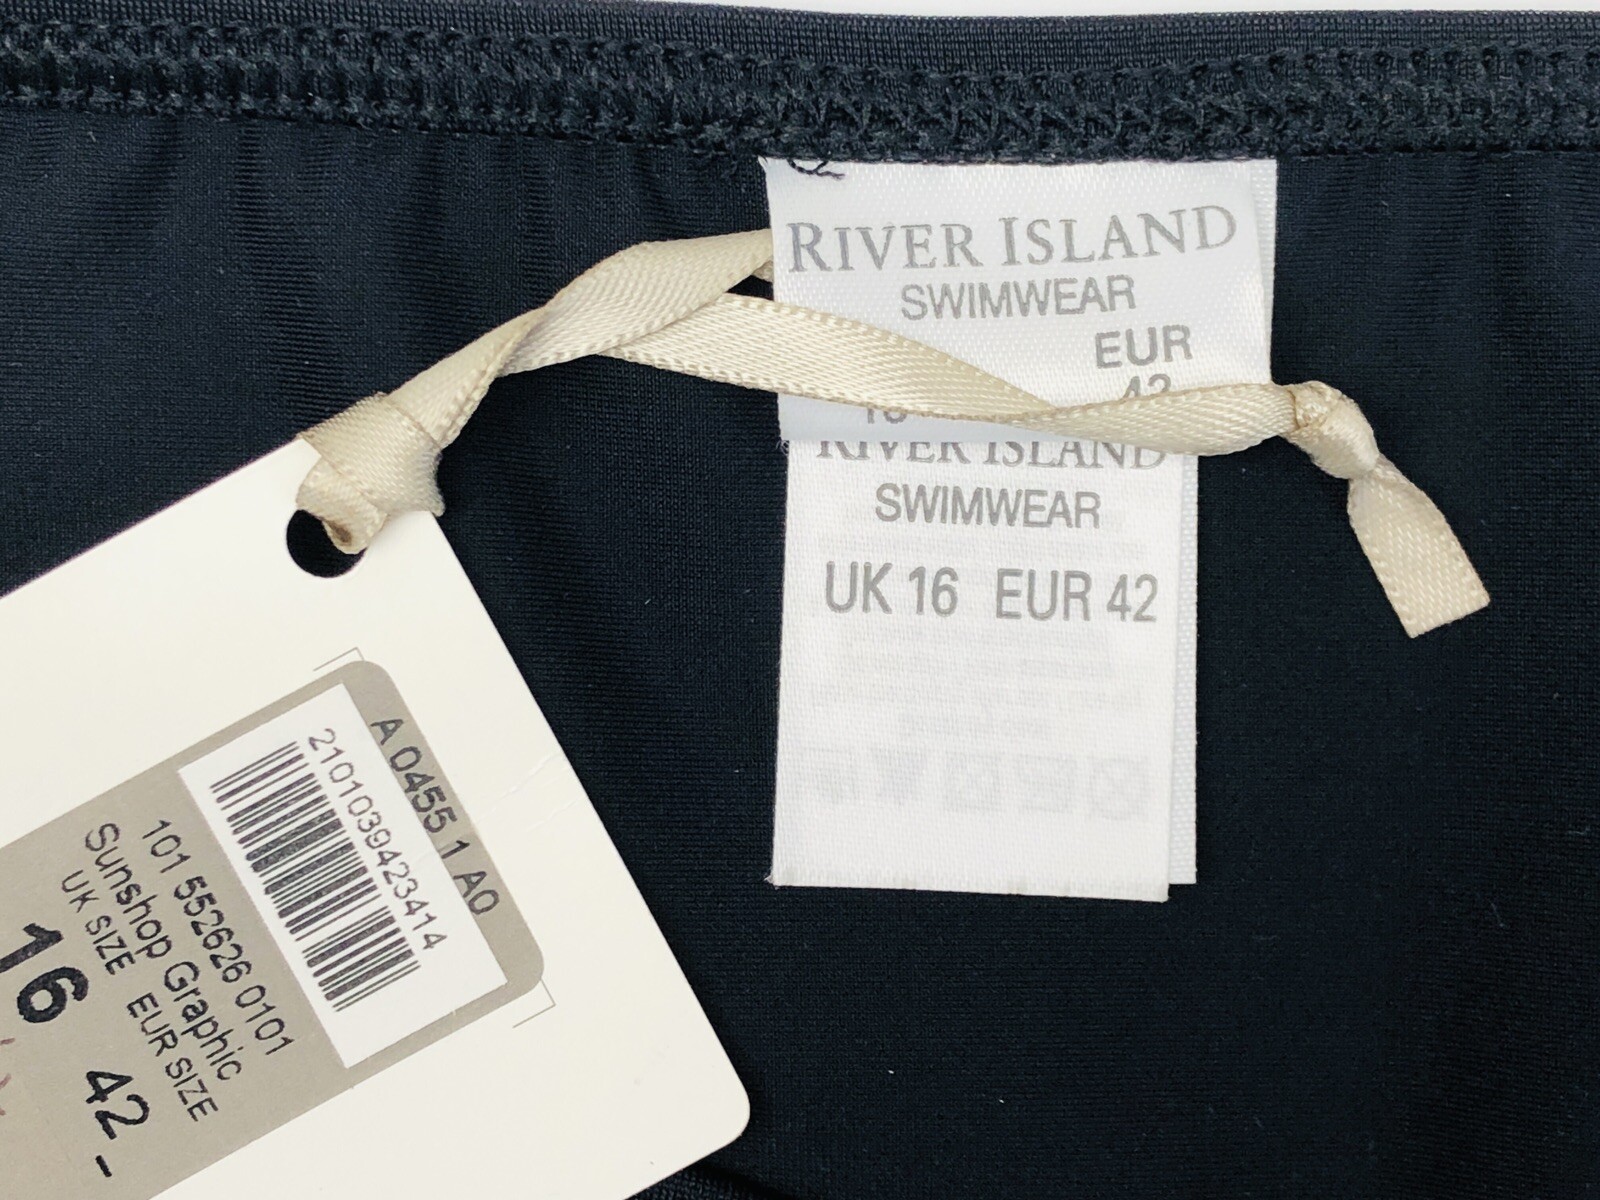 RIVER ISLAND
SWIMWEAR
EUR
42
16
RIVER ISLAND
SWIMWEAR
UK 16 EUR 42
A 0455 1 A0
2101039423414
101 552626 0101
Sunshop Graphic
UK SIZE EUR SIZE
16 42 -